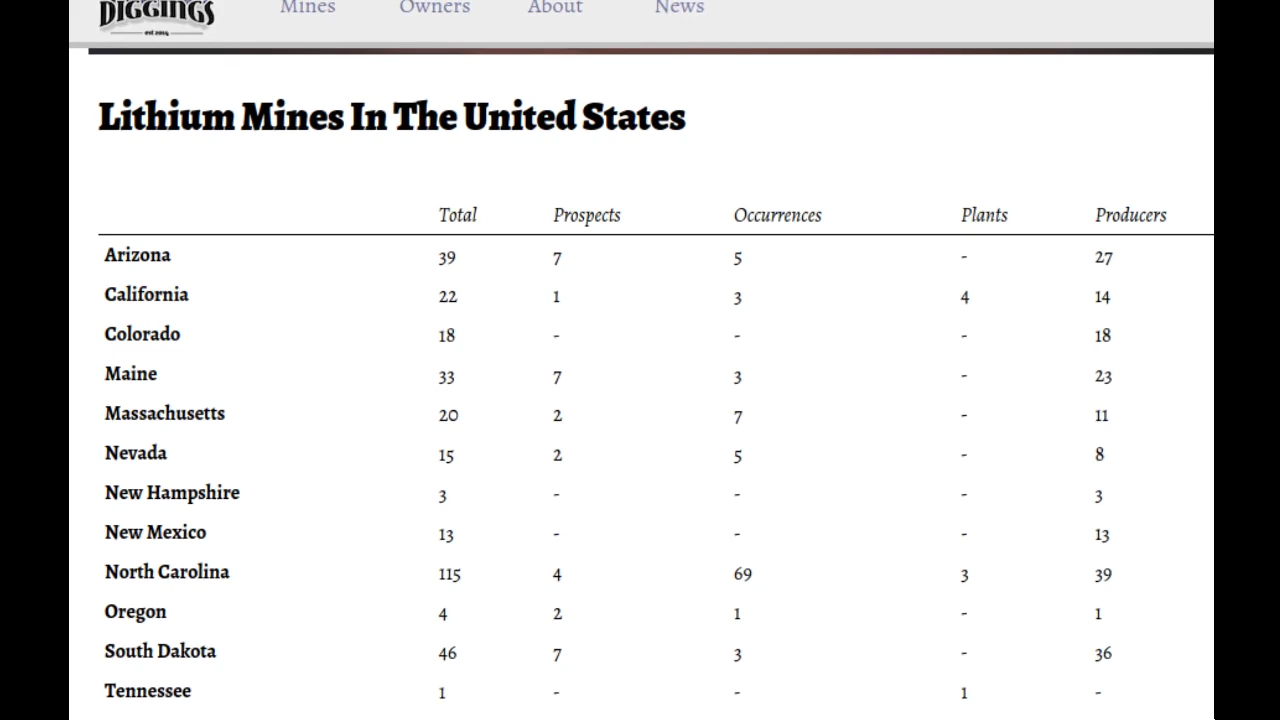 DIGGINGS
Mines Owners About News
est 2014
Lithium Mines In The United States
Total Prospects Occurrences Plants Producers
Arizona 39 7 5 - 27
California 22 1 3 4 14
Colorado 18 - - - 18
Maine 33 7 3 - 23
Massachusetts 20 2 7 - 11
Nevada 15 2 5 - 8
New Hampshire 3 - - - 3
New Mexico 13 - - - 13
North Carolina 115 4 69 3 39
Oregon 4 2 1 - 1
South Dakota 46 7 3 - 36
Tennessee 1 - - 1 -